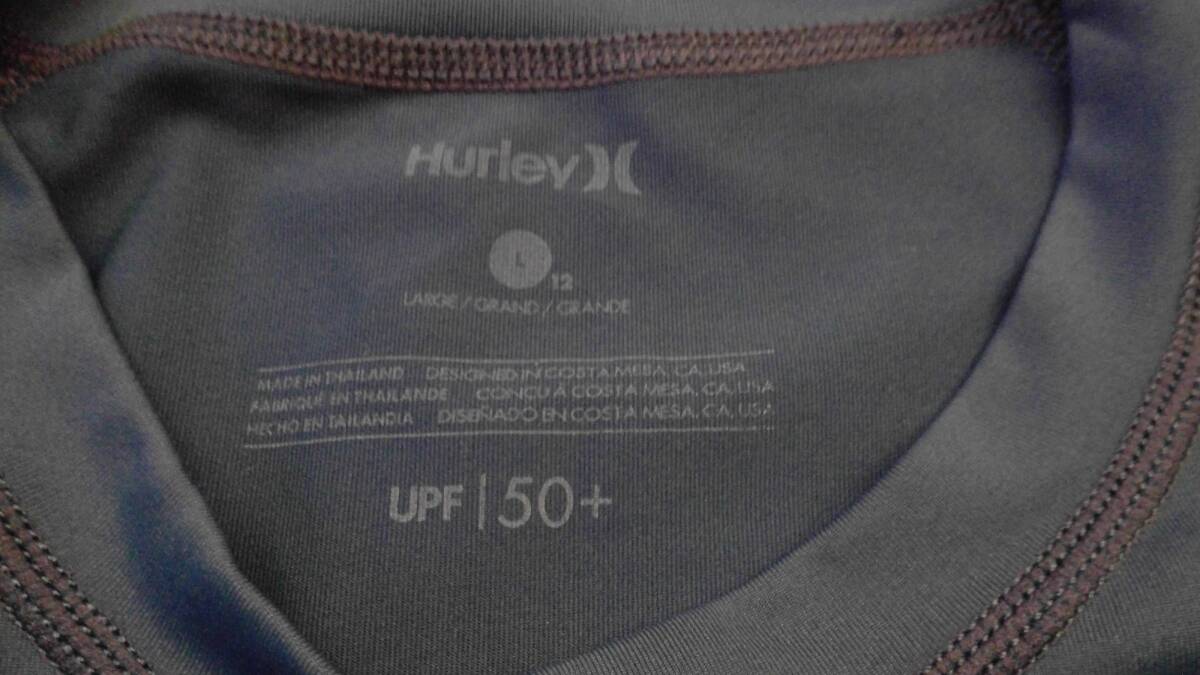 Hurley
L 12
LARGE / GRAND / GRANDE
MADE IN THAILAND DESIGNED IN COSTA MESA, CA, USA
FABRIQUÉ EN THAILANDE CONÇU À COSTA MESA, CA, USA
HECHO EN TAILANDIA DISEÑADO EN COSTA MESA, CA, USA
UPF | 50+